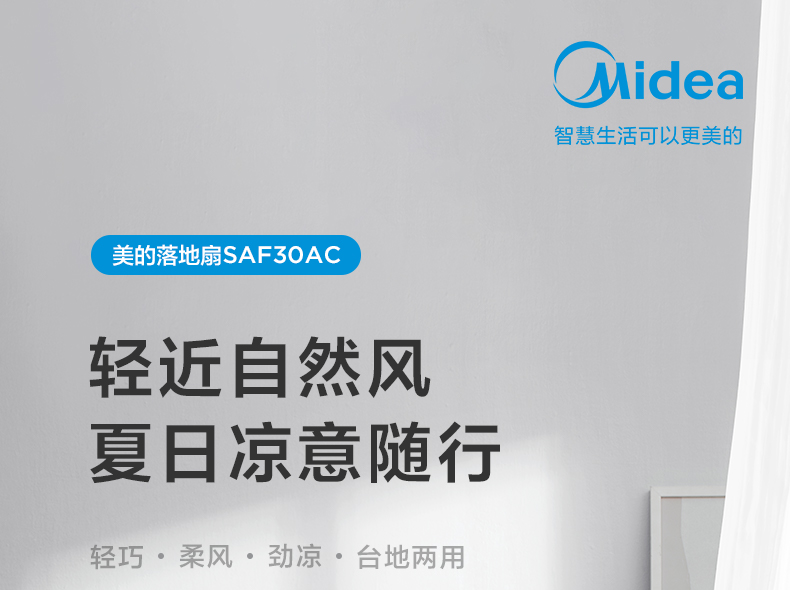 Midea
智慧生活可以更美的
美的落地扇SAF30AC
轻近自然风
夏日凉意随行
轻巧·柔风·劲凉·台地两用